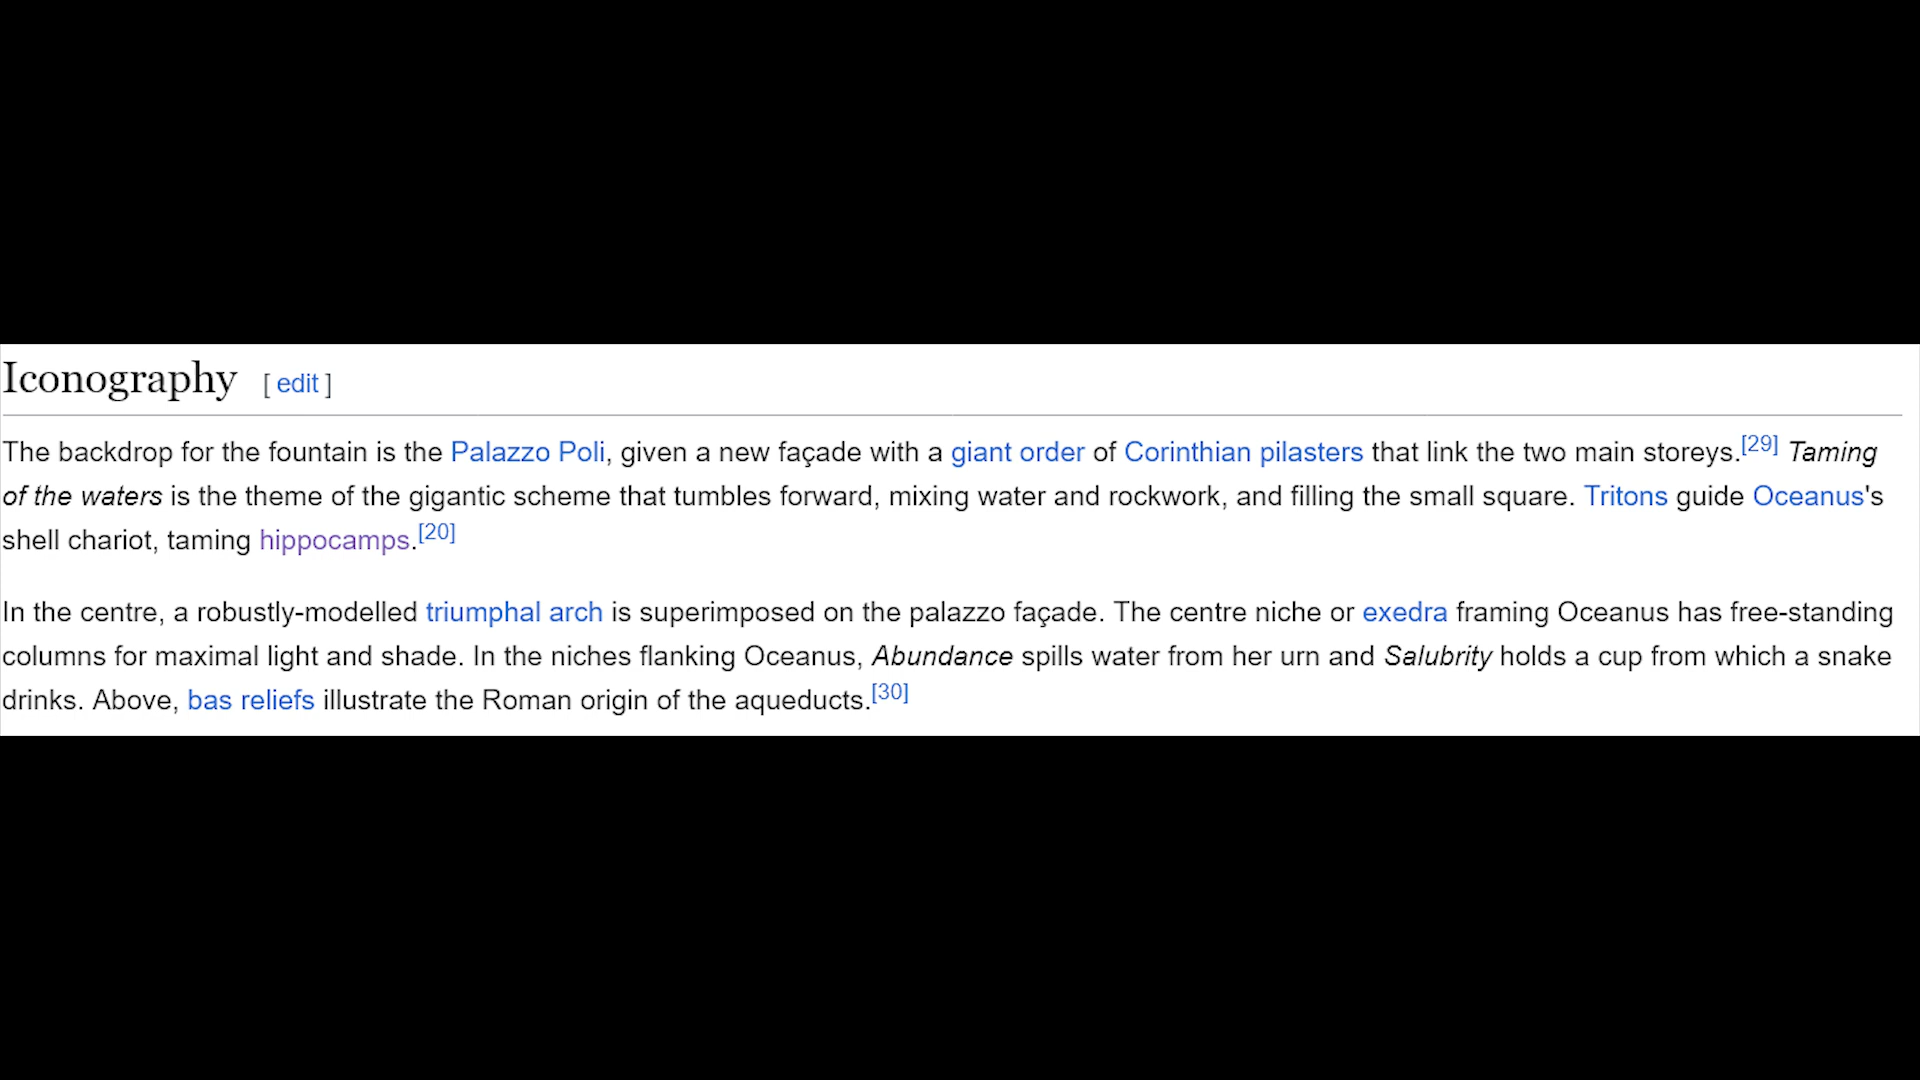 Iconography [ edit ]
The backdrop for the fountain is the Palazzo Poli, given a new façade with a giant order of Corinthian pilasters that link the two main storeys.[29] Taming
of the waters is the theme of the gigantic scheme that tumbles forward, mixing water and rockwork, and filling the small square. Tritons guide Oceanus's
shell chariot, taming hippocamps.[20]
In the centre, a robustly-modelled triumphal arch is superimposed on the palazzo façade. The centre niche or exedra framing Oceanus has free-standing
columns for maximal light and shade. In the niches flanking Oceanus, Abundance spills water from her urn and Salubrity holds a cup from which a snake
drinks. Above, bas reliefs illustrate the Roman origin of the aqueducts.[30]